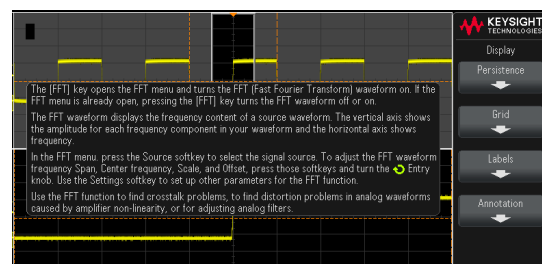 KEYSIGHT
TECHNOLOGIES
Display
Persistence
Grid
Labels
Annotation
The [FFT] key opens the FFT menu and turns the FFT (Fast Fourier Transform) waveform on. If the
FFT menu is already open, pressing the [FFT] key turns the FFT waveform off or on.
The FFT waveform displays the frequency content of a source waveform. The vertical axis shows
the amplitude for each frequency component in your waveform and the horizontal axis shows
frequency.
In the FFT menu, press the Source softkey to select the signal source. To adjust the FFT waveform
frequency Span, Center frequency, Scale, and Offset, press those softkeys and turn the Entry
knob. Use the Settings softkey to set up other parameters for the FFT function.
Use the FFT function to find crosstalk problems, to find distortion problems in analog waveforms
caused by amplifier non-linearity, or for adjusting analog filters.